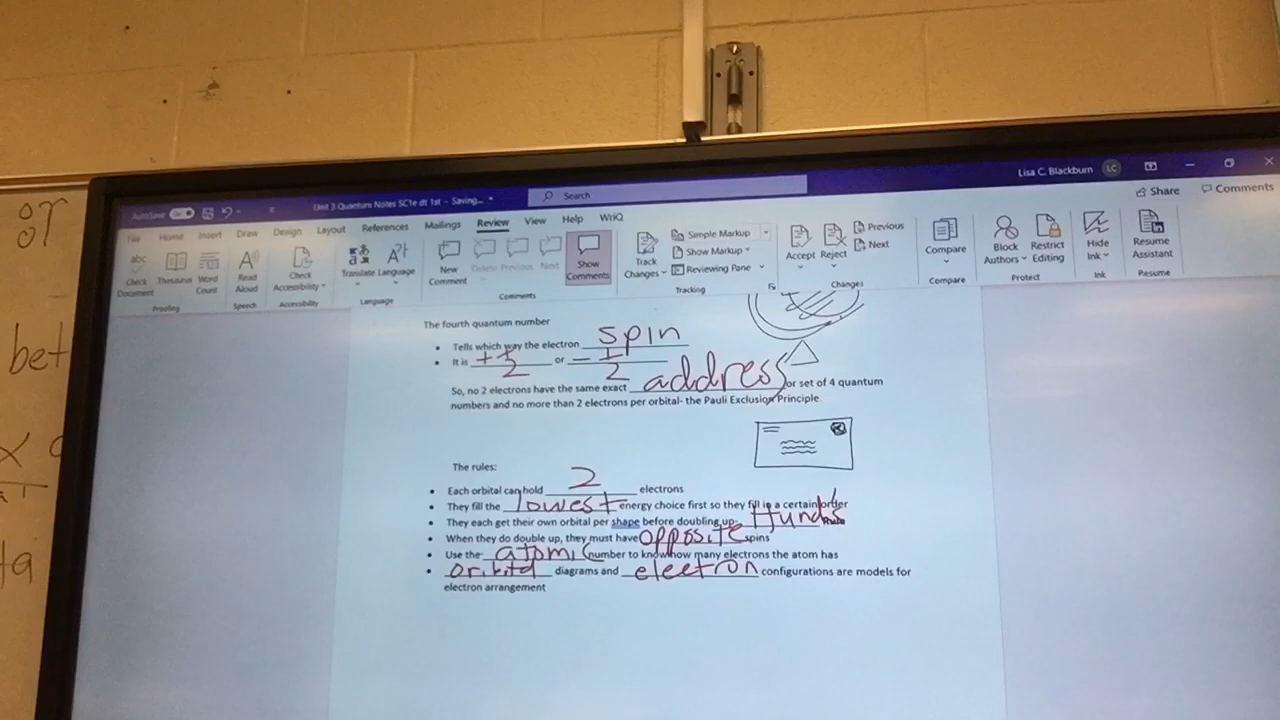 or
bet
Lisa C. Blackburn LC
AutoSave On Unit 3 Quantum Notes SC1e dt 1st - Saving... Search
File Home Insert Draw Design Layout References Mailings Review View Help WriQ Share Comments
abc Check Document Thesaurus Word Count Read Aloud Check Accessibility Translate Language New Comment Delete Previous Next Show Comments Track Changes Simple Markup Show Markup Reviewing Pane Accept Reject Previous Next Compare Block Authors Restrict Editing Hide Ink Resume Assistant
Proofing Speech Accessibility Language Comments Tracking Changes Compare Protect Ink Resume
The fourth quantum number
• Tells which way the electron spin
• It is +1/2 or -1/2
So, no 2 electrons have the same exact address or set of 4 quantum
numbers and no more than 2 electrons per orbital- the Pauli Exclusion Principle.
The rules:
• Each orbital can hold 2 electrons
• They fill the lowest energy choice first so they fill in a certain order
• They each get their own orbital per shape before doubling up- Hund's Rule
• When they do double up, they must have opposite spins
• Use the atomic number to know how many electrons the atom has
• orbital diagrams and electron configurations are models for
electron arrangement